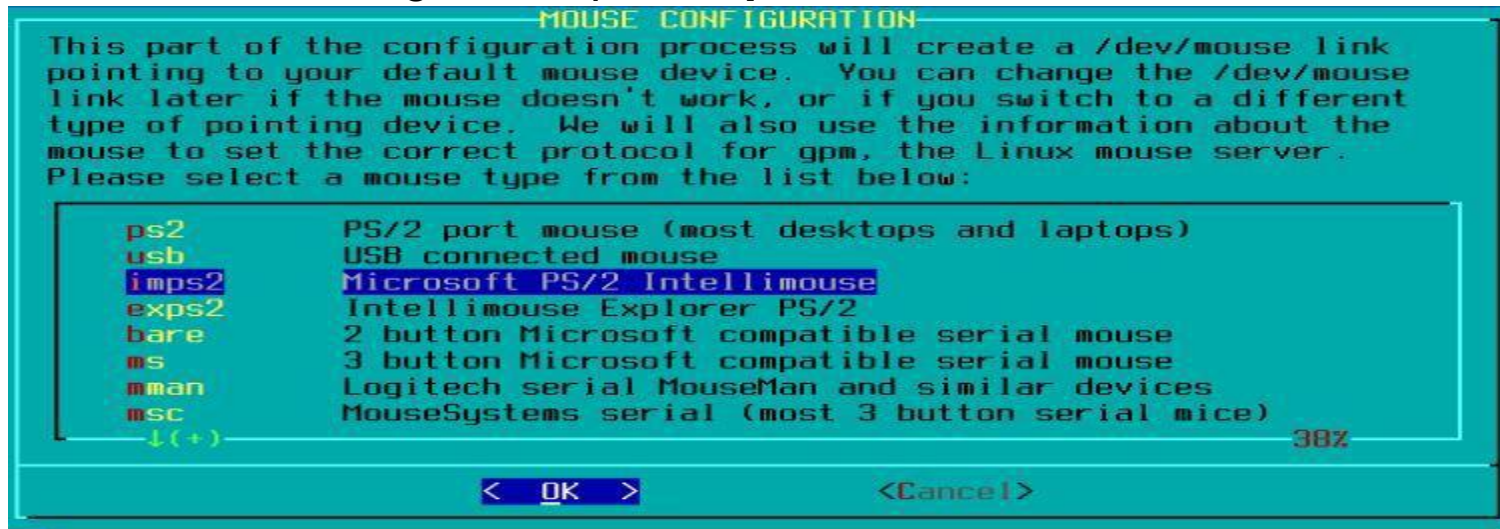 MOUSE CONFIGURATION
This part of the configuration process will create a /dev/mouse link
pointing to your default mouse device.  You can change the /dev/mouse
link later if the mouse doesn't work, or if you switch to a different
type of pointing device.  We will also use the information about the
mouse to set the correct protocol for gpm, the Linux mouse server.
Please select a mouse type from the list below:
ps2 PS/2 port mouse (most desktops and laptops)
usb USB connected mouse
imps2 Microsoft PS/2 Intellimouse
exps2 Intellimouse Explorer PS/2
bare 2 button Microsoft compatible serial mouse
ms 3 button Microsoft compatible serial mouse
mman Logitech serial MouseMan and similar devices
msc MouseSystems serial (most 3 button serial mice)
↓(+) 38%
< OK > <Cancel>